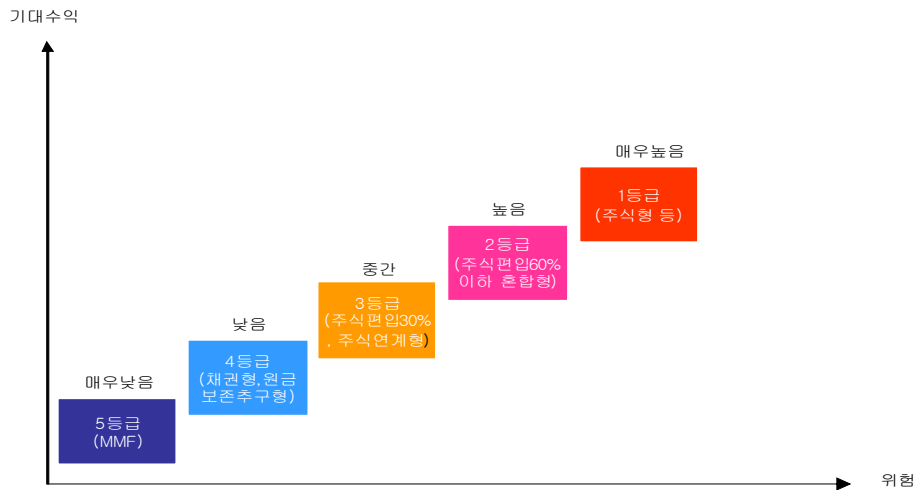 기대수익
매우높음
1등급
(주식형 등)
높음
2등급
(주식편입60%
이하 혼합형)
중간
3등급
(주식편입30%
, 주식연계형)
낮음
4등급
(채권형,원금
보존추구형)
매우낮음
5등급
(MMF)
위험